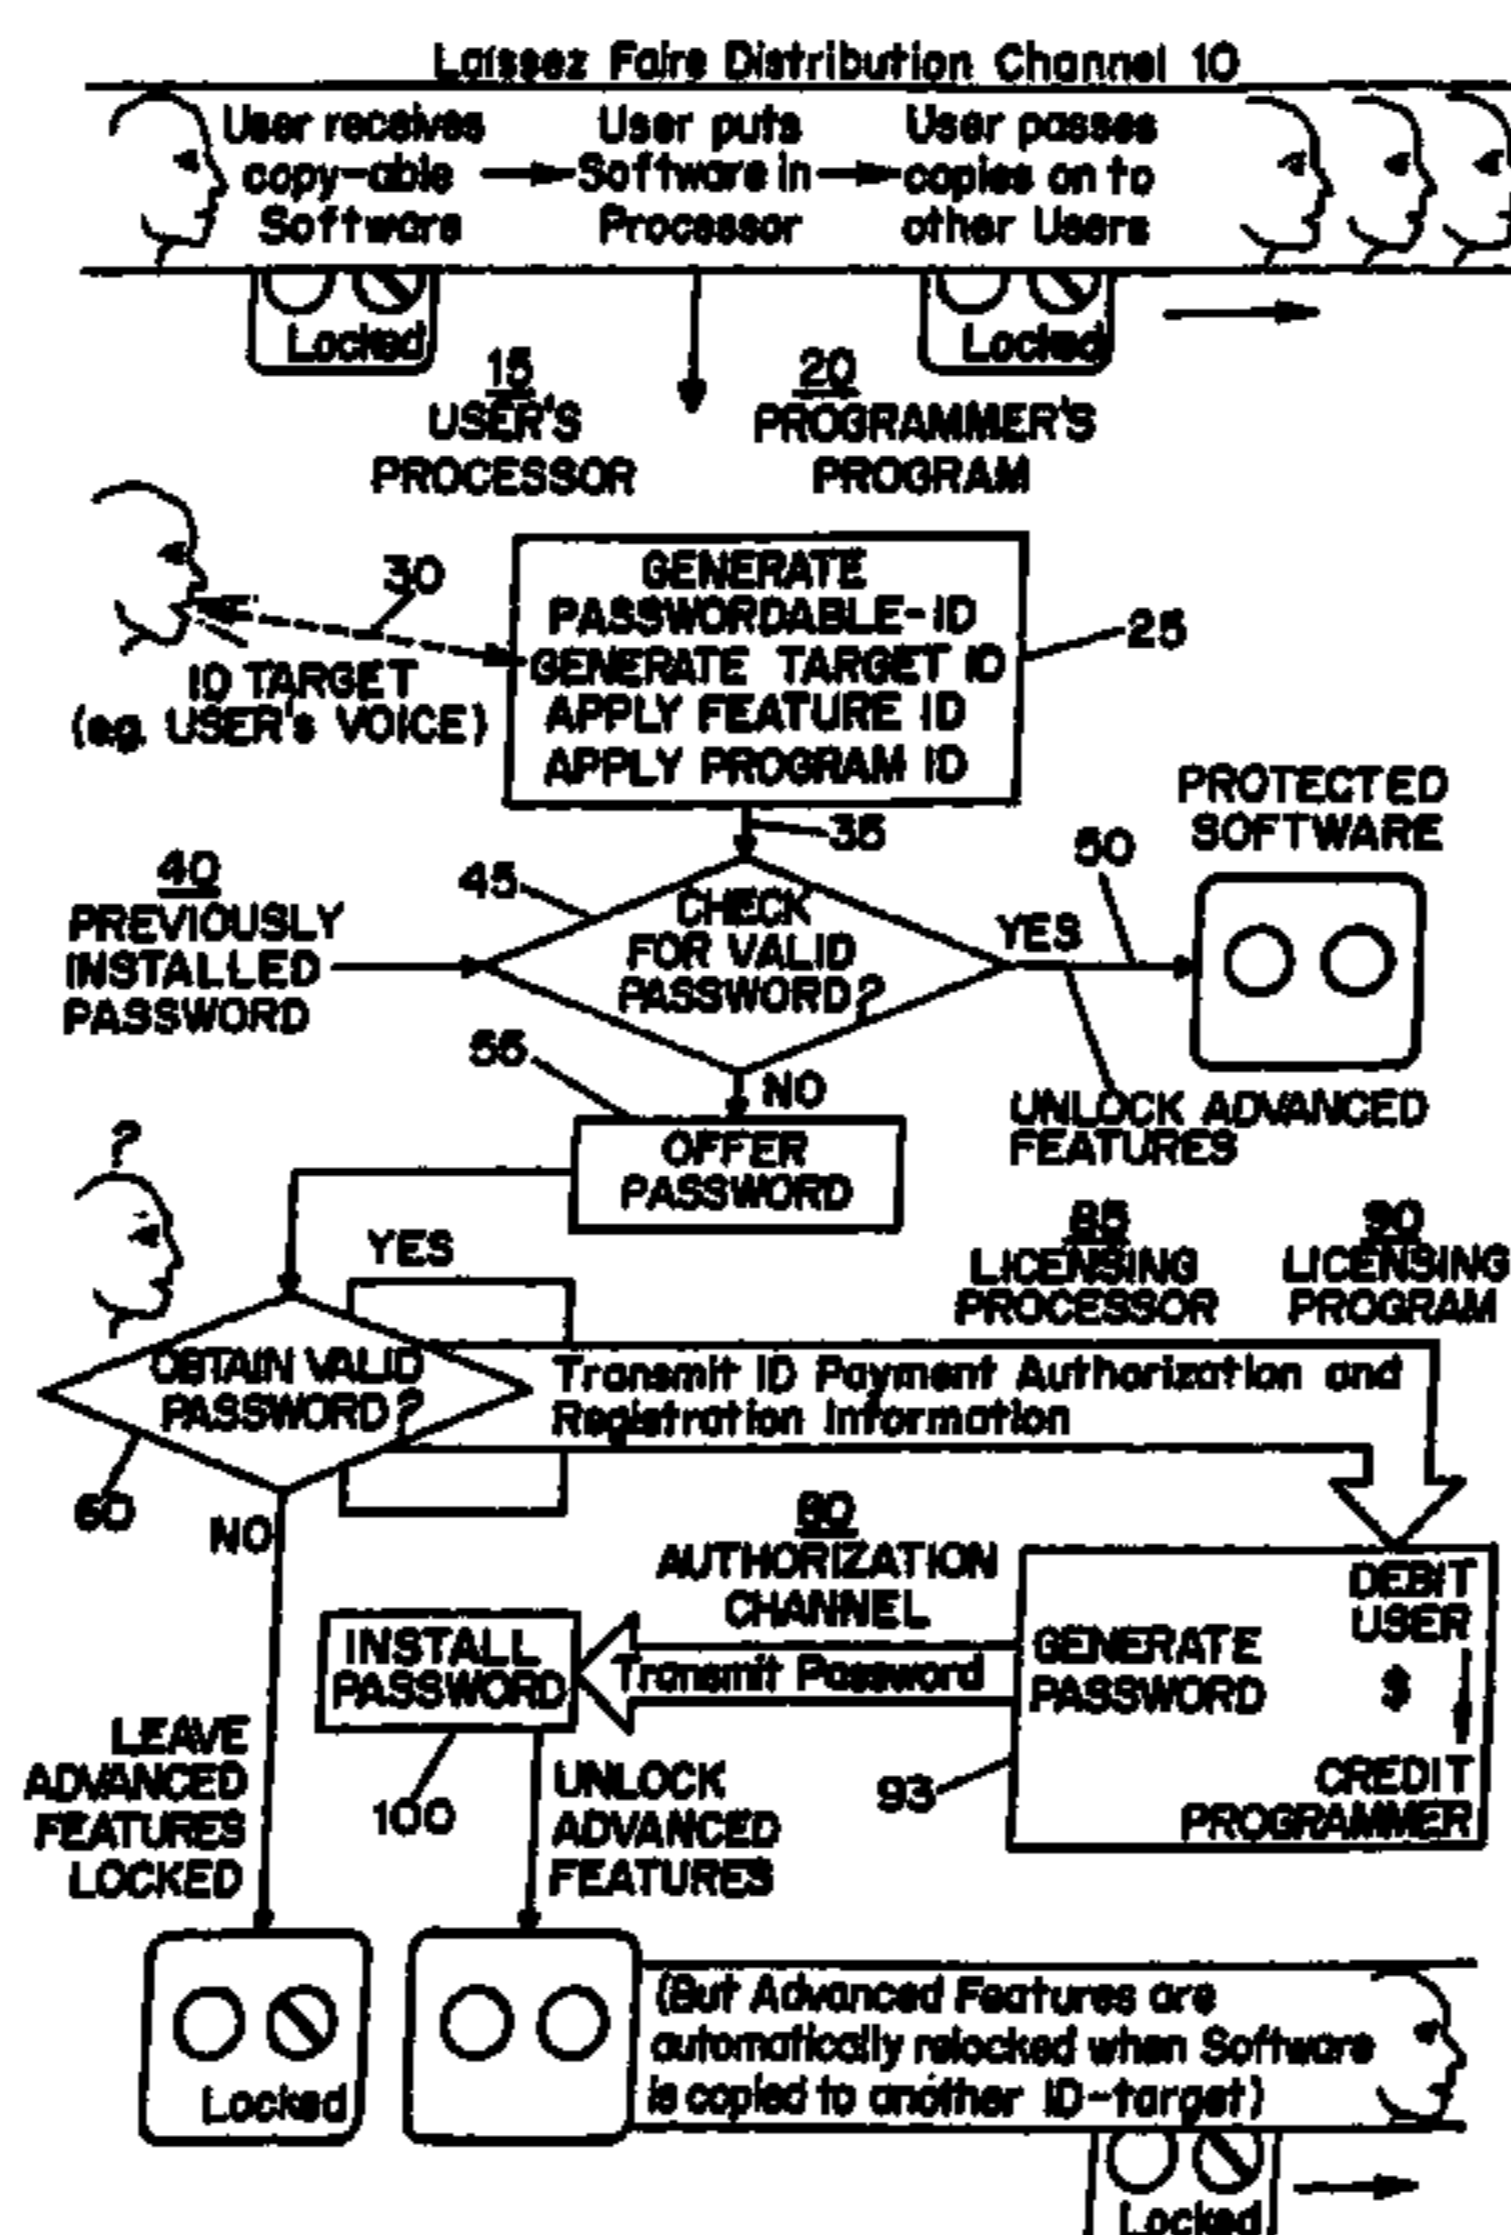 Laissez Faire Distribution Channel 10
User receives
copy-able
Software
User puts
Software in
Processor
User passes
copies on to
other Users
Locked
Locked
15
USER'S
PROCESSOR
20
PROGRAMMER'S
PROGRAM
30
ID TARGET
(e.g. USER's VOICE)
GENERATE
PASSWORDABLE-ID
GENERATE TARGET ID
APPLY FEATURE ID
APPLY PROGRAM ID
25
35
40
PREVIOUSLY
INSTALLED
PASSWORD
45
CHECK
FOR VALID
PASSWORD?
YES
50
PROTECTED
SOFTWARE
UNLOCK ADVANCED
FEATURES
NO
55
OFFER
PASSWORD
?
YES
OBTAIN VALID
PASSWORD?
60
NO
85
LICENSING
PROCESSOR
90
LICENSING
PROGRAM
Transmit ID Payment Authorization and
Registration Information
80
AUTHORIZATION
CHANNEL
Transmit Password
GENERATE
PASSWORD
DEBIT
USER
$
CREDIT
PROGRAMMER
93
INSTALL
PASSWORD
100
LEAVE
ADVANCED
FEATURES
LOCKED
UNLOCK
ADVANCED
FEATURES
Locked
(But Advanced Features are
automatically relocked when Software
is copied to another ID-target)
Locked